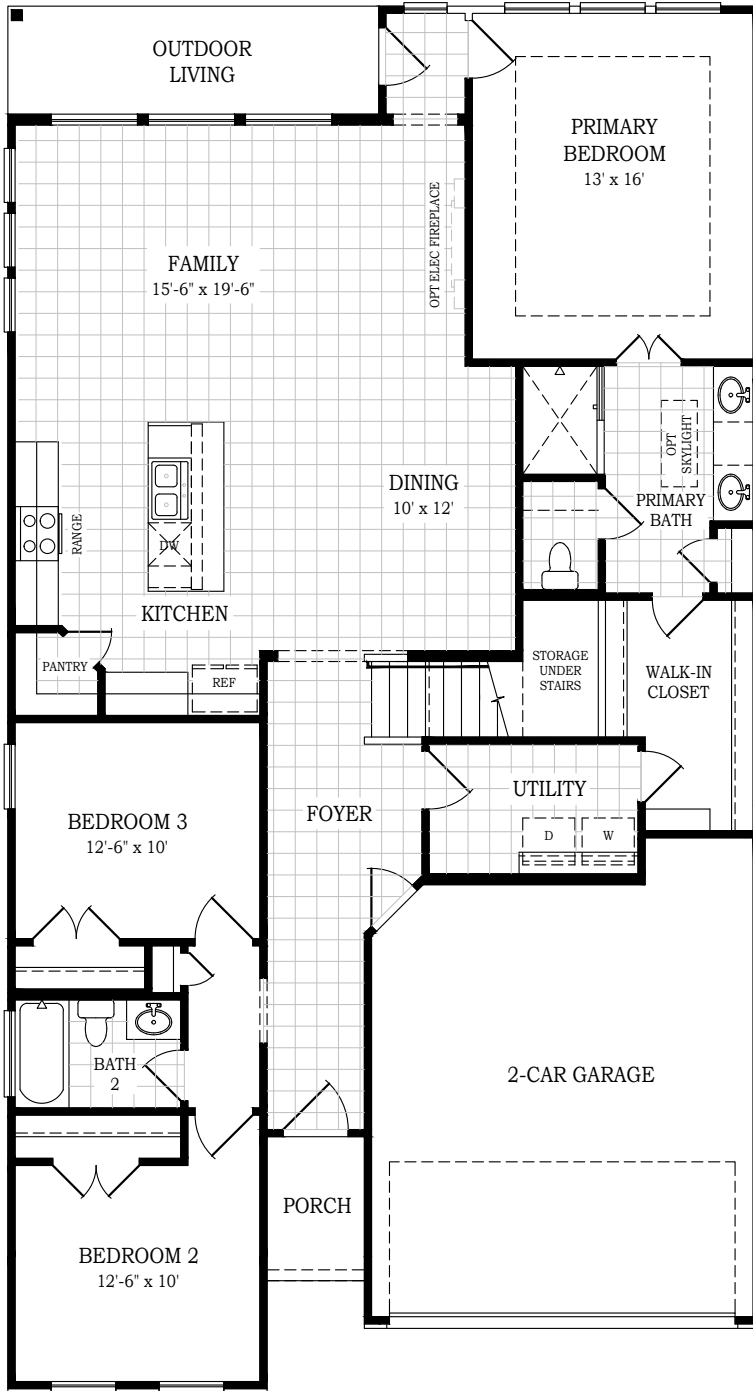 OUTDOOR
LIVING
PRIMARY
BEDROOM
13' x 16'
OPT ELEC FIREPLACE
FAMILY
15'-6" x 19'-6"
OPT
SKYLIGHT
DINING
10' x 12'
PRIMARY
BATH
RANGE
DW
KITCHEN
PANTRY
REF
STORAGE
UNDER
STAIRS
WALK-IN
CLOSET
UTILITY
D
W
FOYER
BEDROOM 3
12'-6" x 10'
BATH
2
2-CAR GARAGE
PORCH
BEDROOM 2
12'-6" x 10'